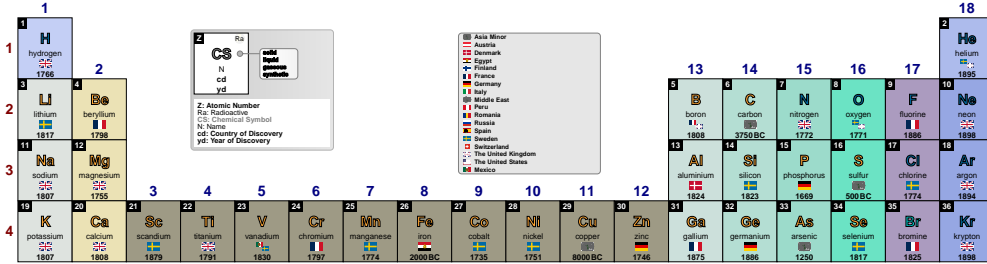 1
18
1
H
hydrogen
1766
2
He
helium
1895
1
Z
Ra
CS
N
cd
yd
solid
liquid
gaseous
synthetic
Z: Atomic Number
Ra: Radioactive
CS: Chemical Symbol
N: Name
cd: Country of Discovery
yd: Year of Discovery
Asia Minor
Austria
Denmark
Egypt
Finland
France
Germany
Italy
Middle East
Peru
Romania
Russia
Spain
Sweden
Switzerland
The United Kingdom
The United States
Mexico
2
13
14
15
16
17
2
3
Li
lithium
1817
4
Be
beryllium
1798
5
B
boron
1808
6
C
carbon
3750 BC
7
N
nitrogen
1772
8
O
oxygen
1771
9
F
fluorine
1886
10
Ne
neon
1898
3
11
Na
sodium
1807
12
Mg
magnesium
1755
13
Al
aluminium
1824
14
Si
silicon
1823
15
P
phosphorus
1669
16
S
sulfur
500 BC
17
Cl
chlorine
1774
18
Ar
argon
1894
3
4
5
6
7
8
9
10
11
12
4
19
K
potassium
1807
20
Ca
calcium
1808
21
Sc
scandium
1879
22
Ti
titanium
1791
23
V
vanadium
1830
24
Cr
chromium
1797
25
Mn
manganese
1774
26
Fe
iron
2000 BC
27
Co
cobalt
1735
28
Ni
nickel
1751
29
Cu
copper
8000 BC
30
Zn
zinc
1746
31
Ga
gallium
1875
32
Ge
germanium
1886
33
As
arsenic
1250
34
Se
selenium
1817
35
Br
bromine
1825
36
Kr
krypton
1898